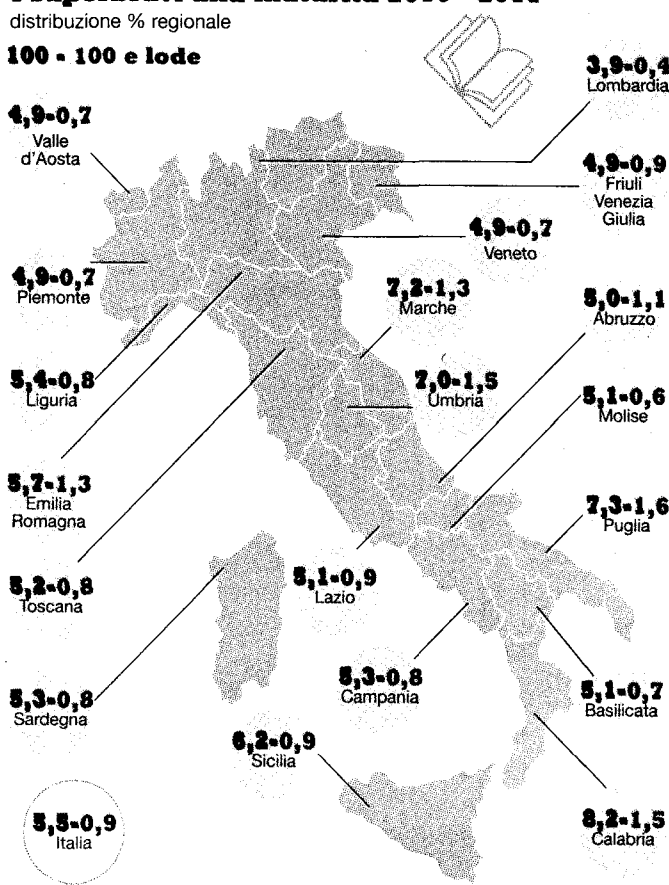 distribuzione % regionale
100 - 100 e lode
3,9-0,4
Lombardia
4,9-0,7
Valle
d'Aosta
4,9-0,9
Friuli
Venezia
Giulia
4,9-0,7
Veneto
4,9-0,7
Piemonte
7,2-1,3
Marche
5,0-1,1
Abruzzo
5,4-0,8
Liguria
7,0-1,5
Umbria
5,1-0,6
Molise
5,7-1,3
Emilia
Romagna
7,3-1,6
Puglia
5,2-0,8
Toscana
5,1-0,9
Lazio
5,3-0,8
Sardegna
5,3-0,8
Campania
5,1-0,7
Basilicata
6,2-0,9
Sicilia
5,5-0,9
Italia
8,2-1,5
Calabria